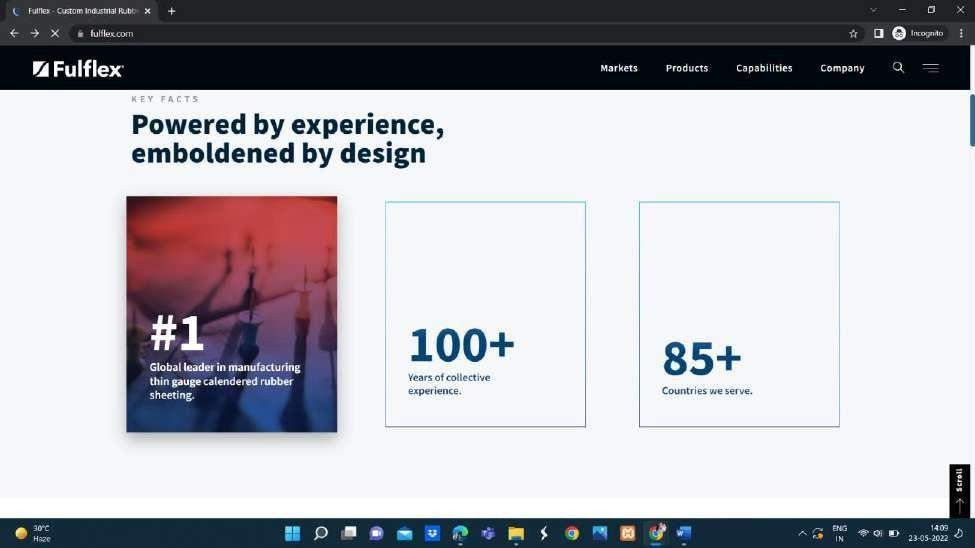 Fulflex - Custom Industrial Rubb
fulflex.com
Incognito
Fulflex
Markets
Products
Capabilities
Company
KEY FACTS
Powered by experience,
emboldened by design
#1
Global leader in manufacturing
thin gauge calendered rubber
sheeting.
100+
Years of collective
experience.
85+
Countries we serve.
Scroll
30°C
Haze
ENG
IN
14:09
23-05-2022